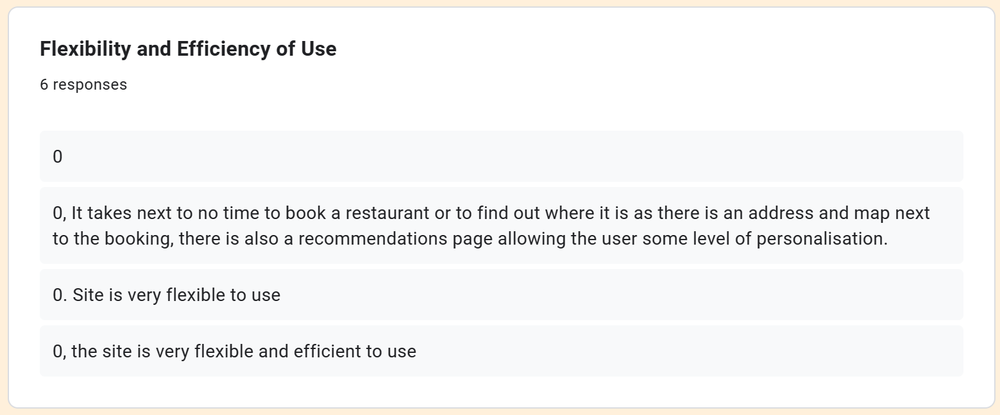 Flexibility and Efficiency of Use
6 responses
0
0, It takes next to no time to book a restaurant or to find out where it is as there is an address and map next
to the booking, there is also a recommendations page allowing the user some level of personalisation.
0. Site is very flexible to use
0, the site is very flexible and efficient to use